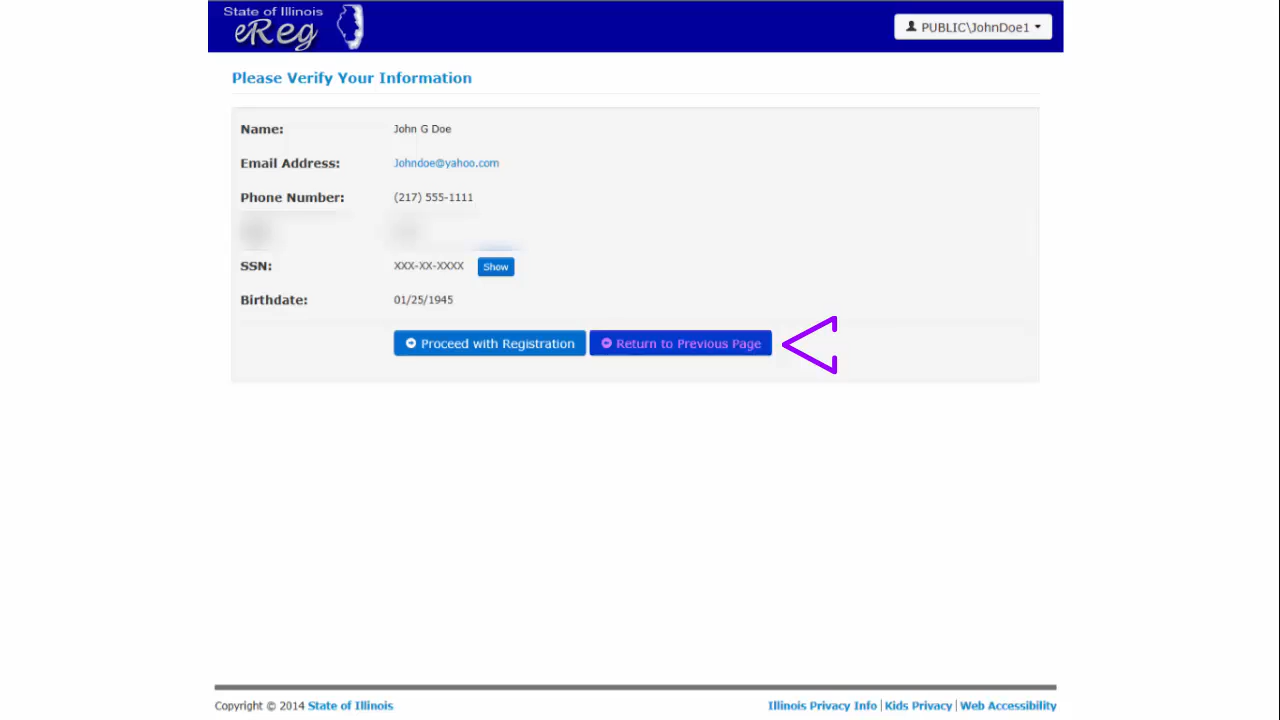 State of Illinois
eReg
PUBLIC\JohnDoe1
Please Verify Your Information
Name: John G Doe
Email Address: Johndoe@yahoo.com
Phone Number: (217) 555-1111
SSN: XXX-XX-XXXX Show
Birthdate: 01/25/1945
Proceed with Registration Return to Previous Page
Copyright © 2014 State of Illinois Illinois Privacy Info | Kids Privacy | Web Accessibility